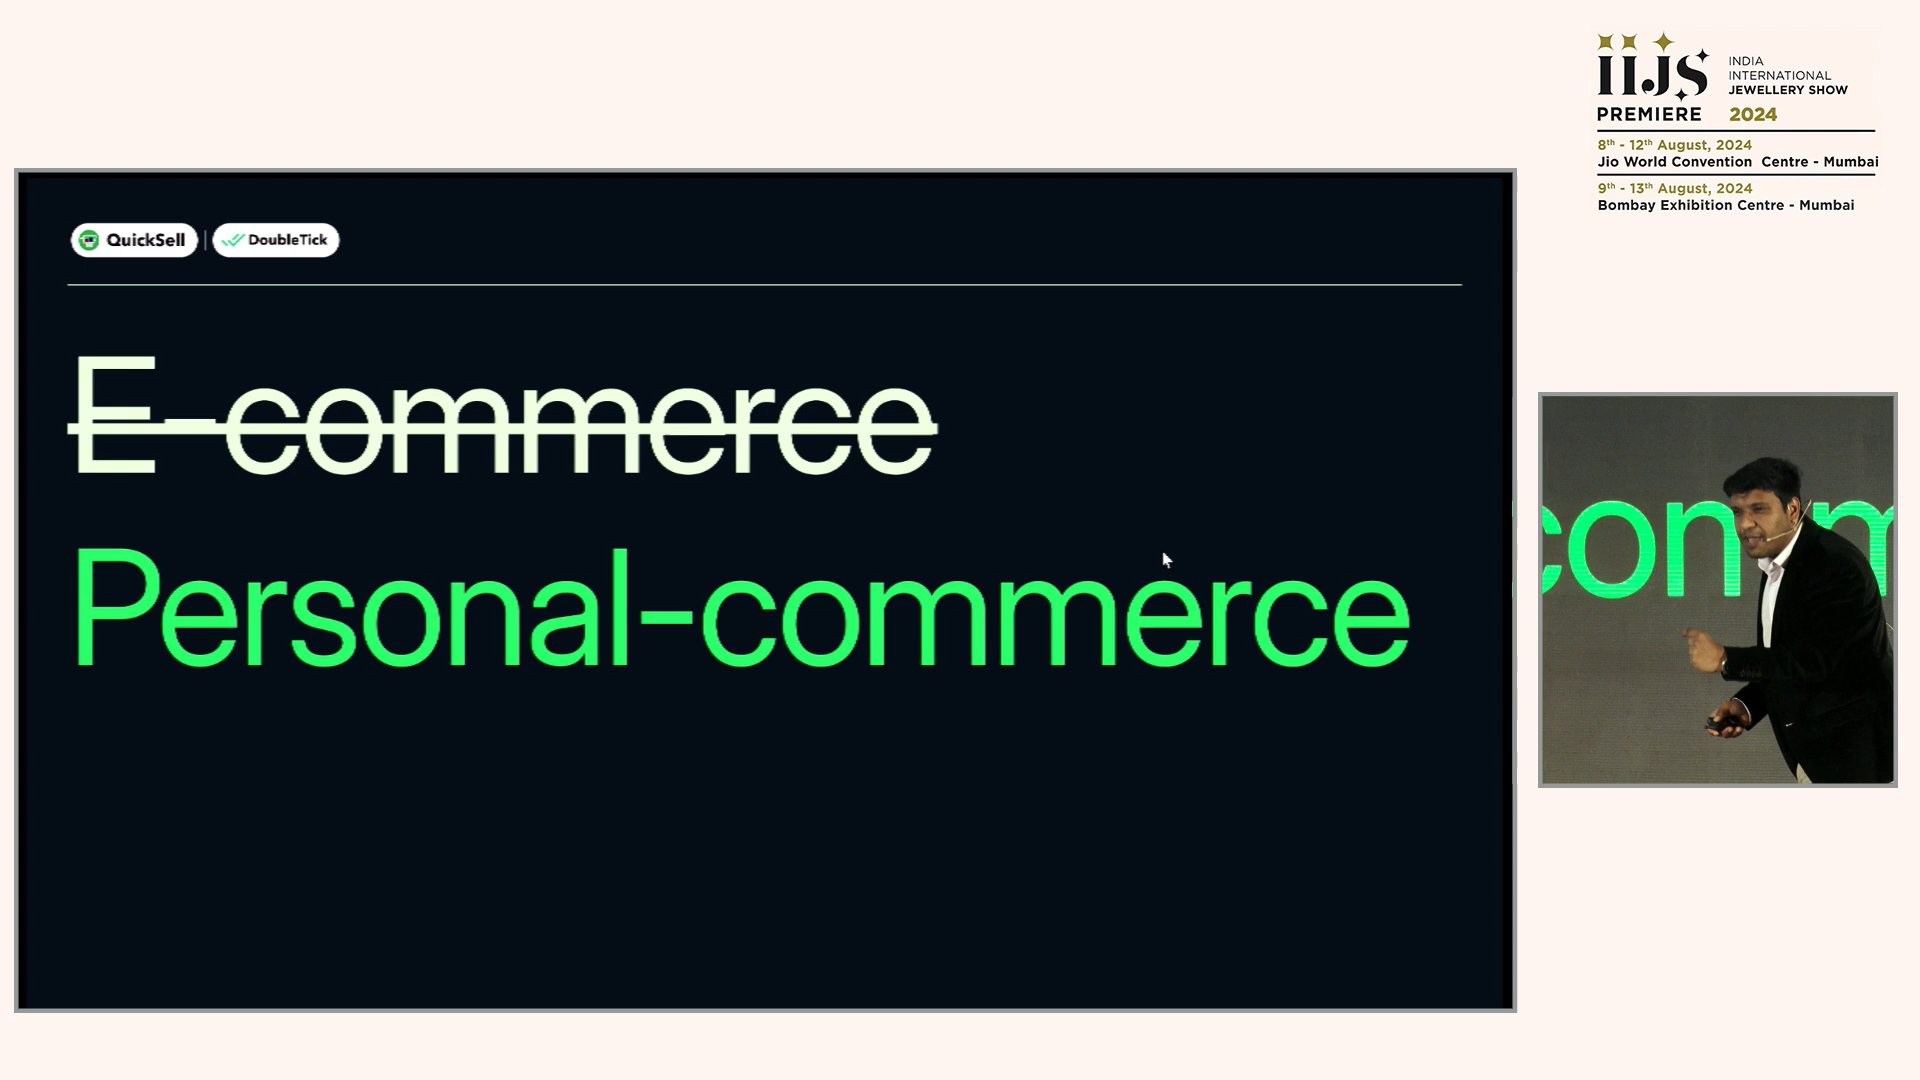 IIJS
INDIA
INTERNATIONAL
JEWELLERY SHOW
PREMIERE 2024
8th - 12th August, 2024
Jio World Convention Centre - Mumbai
9th - 13th August, 2024
Bombay Exhibition Centre - Mumbai
QuickSell | DoubleTick
E-commerce
Personal-commerce
com